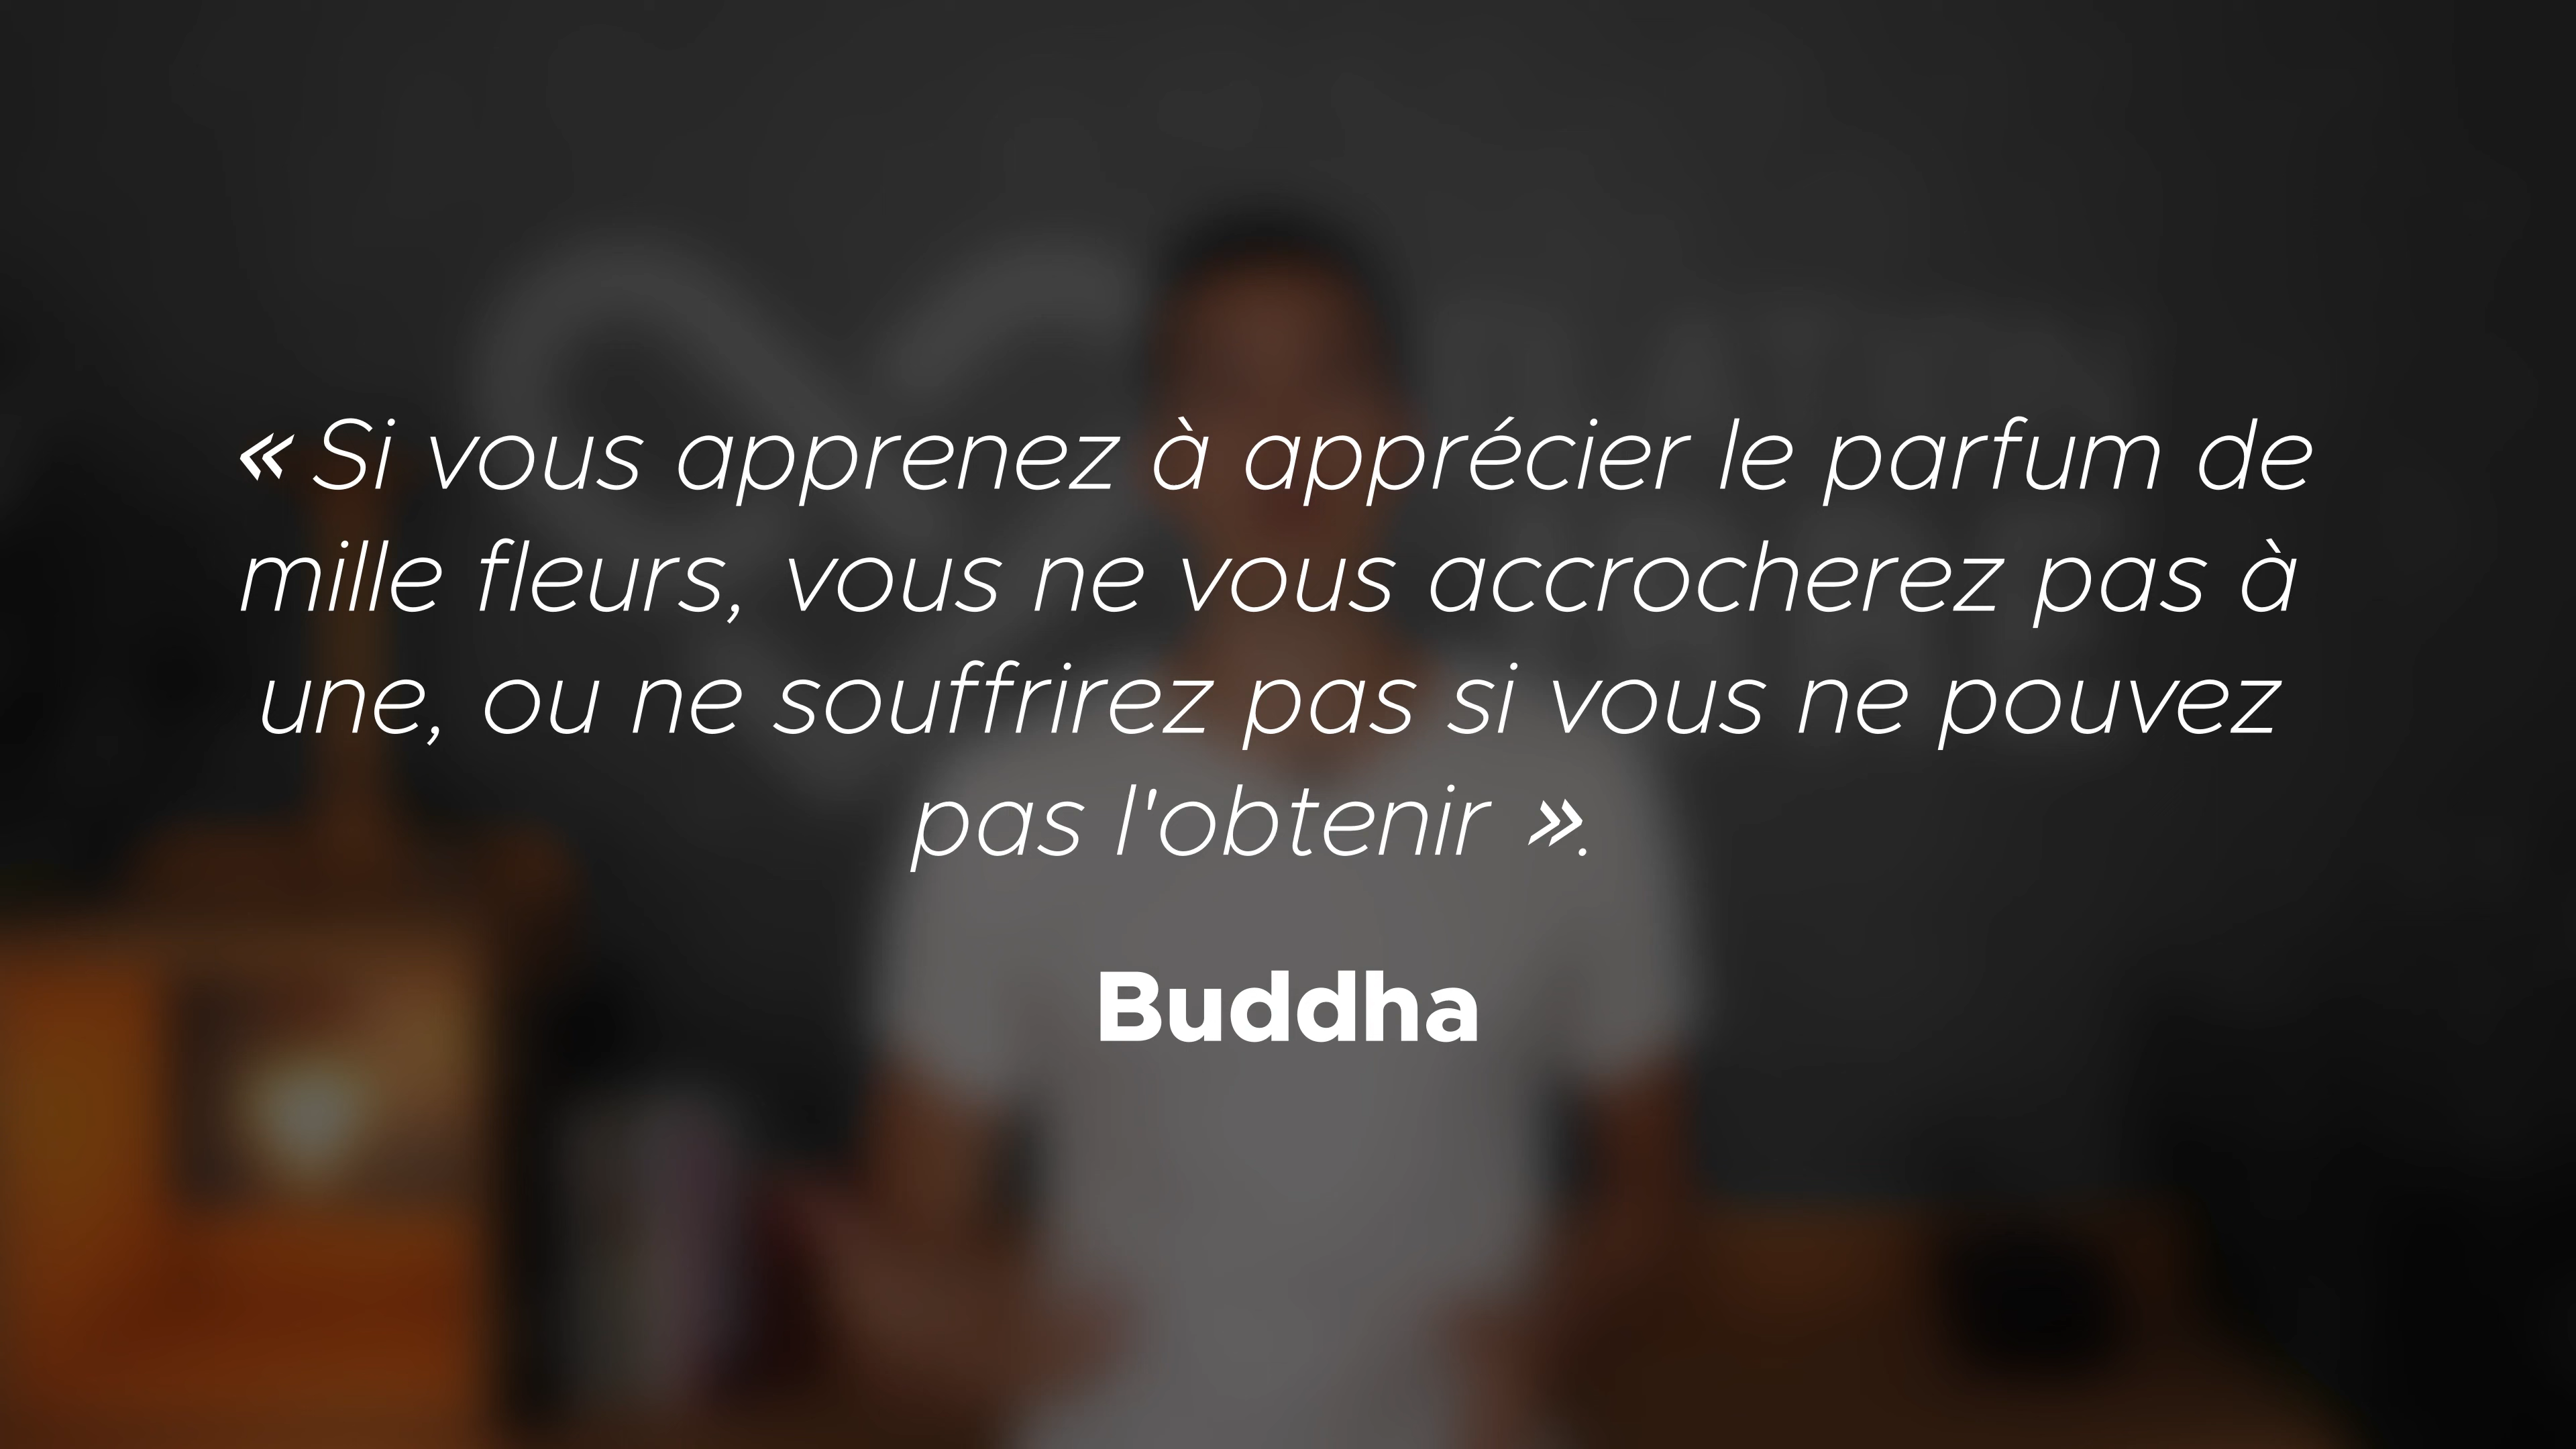 « Si vous apprenez à apprécier le parfum de
mille fleurs, vous ne vous accrocherez pas à
une, ou ne souffrirez pas si vous ne pouvez
pas l'obtenir ».
Buddha